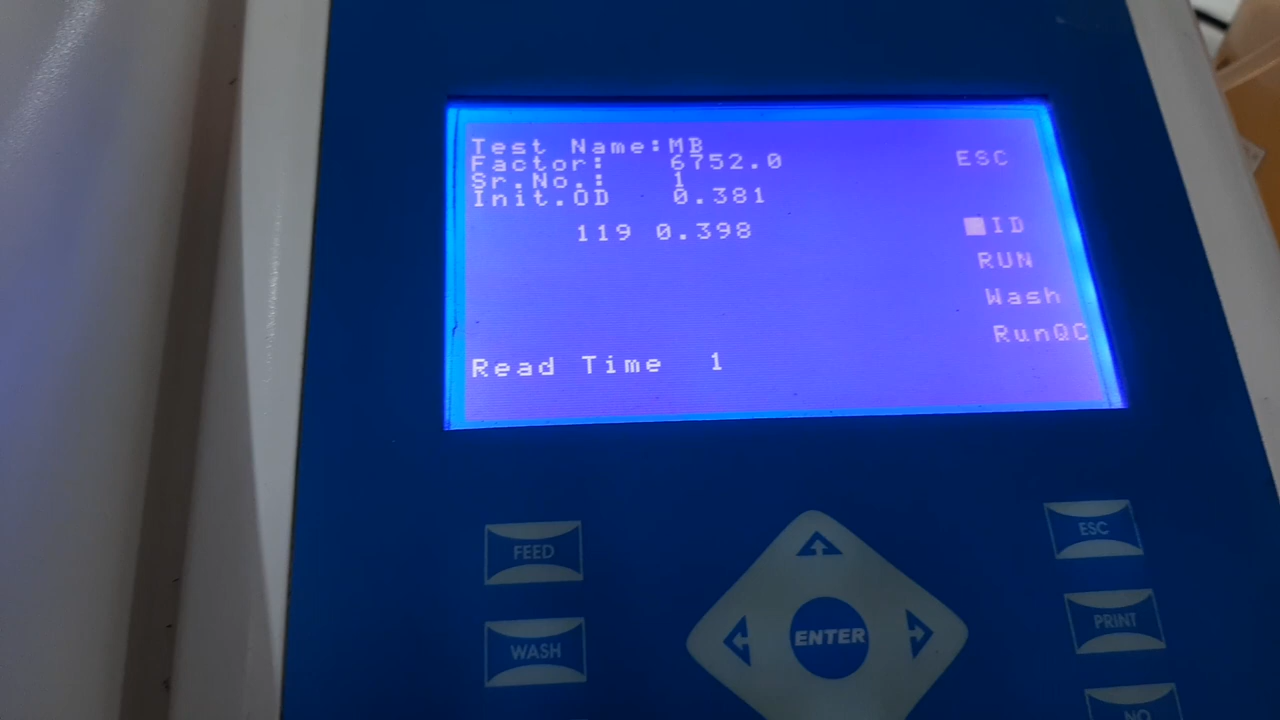 Test Name:MB
Factor: 6752.0
Sr.No.: 1
Init.OD 0.381
119 0.398
Read Time 1
ESC
ID
RUN
Wash
RunQC
FEED
WASH
ENTER
ESC
PRINT
NO